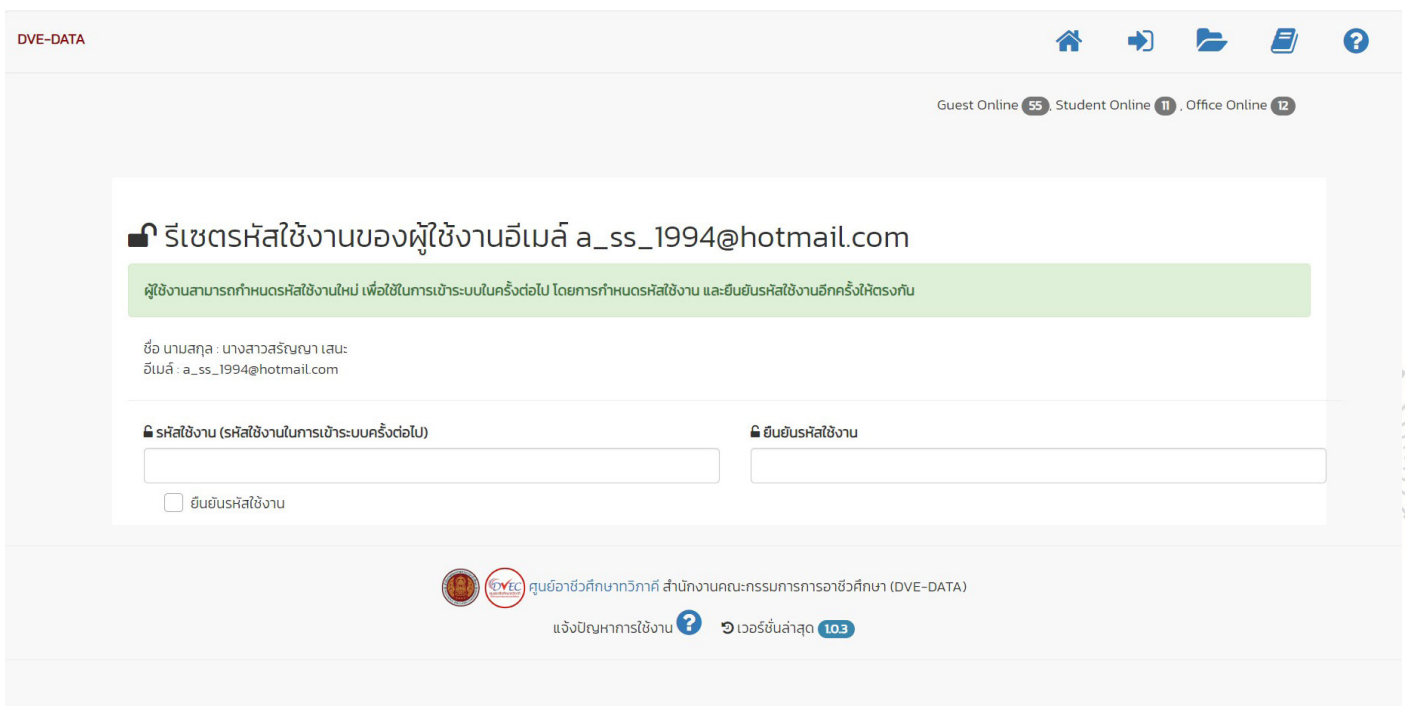 DVE-DATA
Guest Online 55, Student Online 11 , Office Online 12
รีเซตรหัสใช้งานของผู้ใช้งานอีเมล์ a_ss_1994@hotmail.com
ผู้ใช้งานสามารถกำหนดรหัสใช้งานใหม่ เพื่อใช้ในการเข้าระบบในครั้งต่อไป โดยการกำหนดรหัสใช้งาน และยืนยันรหัสใช้งานอีกครั้งให้ตรงกัน
ชื่อ นามสกุล : นางสาวสรัญญา เสนะ
อีเมล์ : a_ss_1994@hotmail.com
รหัสใช้งาน (รหัสใช้งานในการเข้าระบบครั้งต่อไป)
ยืนยันรหัสใช้งาน
ยืนยันรหัสใช้งาน
DVEC ศูนย์อาชีวศึกษาทวิภาคี สำนักงานคณะกรรมการการอาชีวศึกษา (DVE-DATA)
แจ้งปัญหาการใช้งาน เวอร์ชั่นล่าสุด 1.0.3